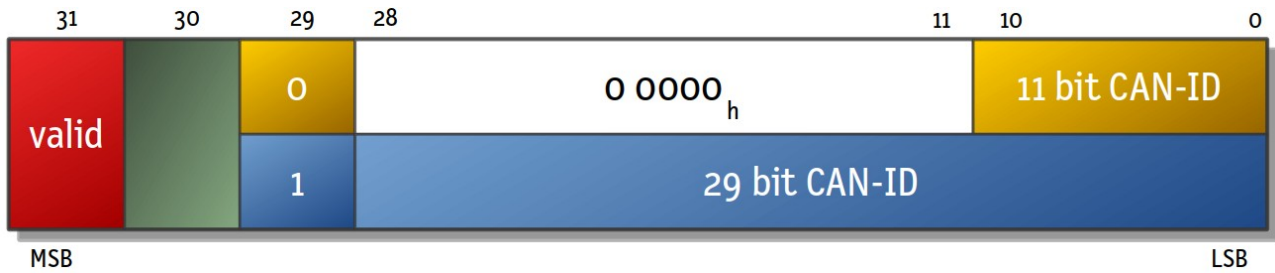 31 30 29 28 11 10 0
valid 0 0 0000h 11 bit CAN-ID
1 29 bit CAN-ID
MSB LSB